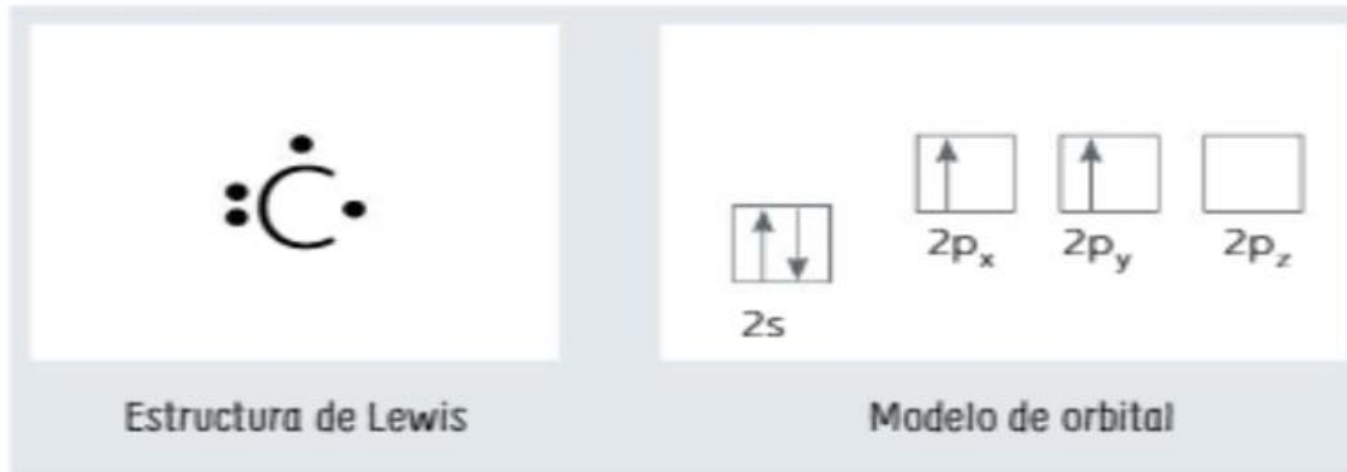 C
2pₓ 2pᵧ 2p_z
2s
Estructura de Lewis
Modelo de orbital